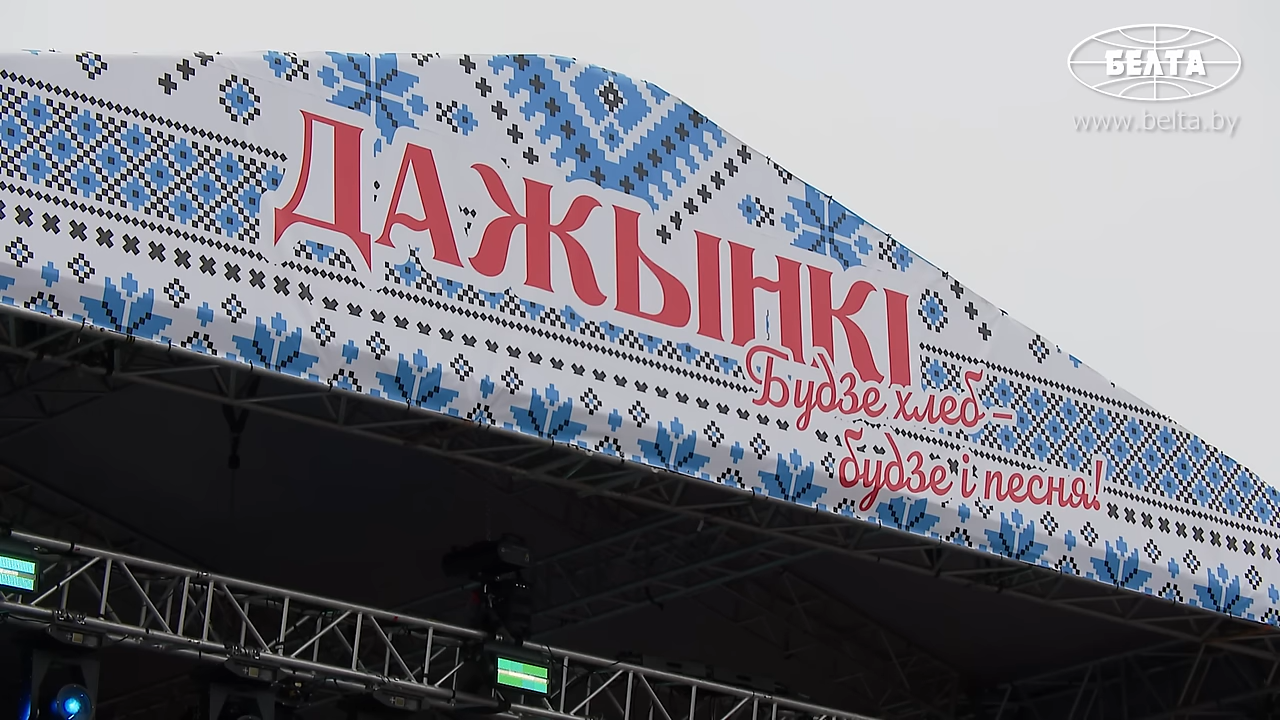 БЕЛТА
www.belta.by
ДАЖЫНКІ
Будзе хлеб –
будзе і песня!